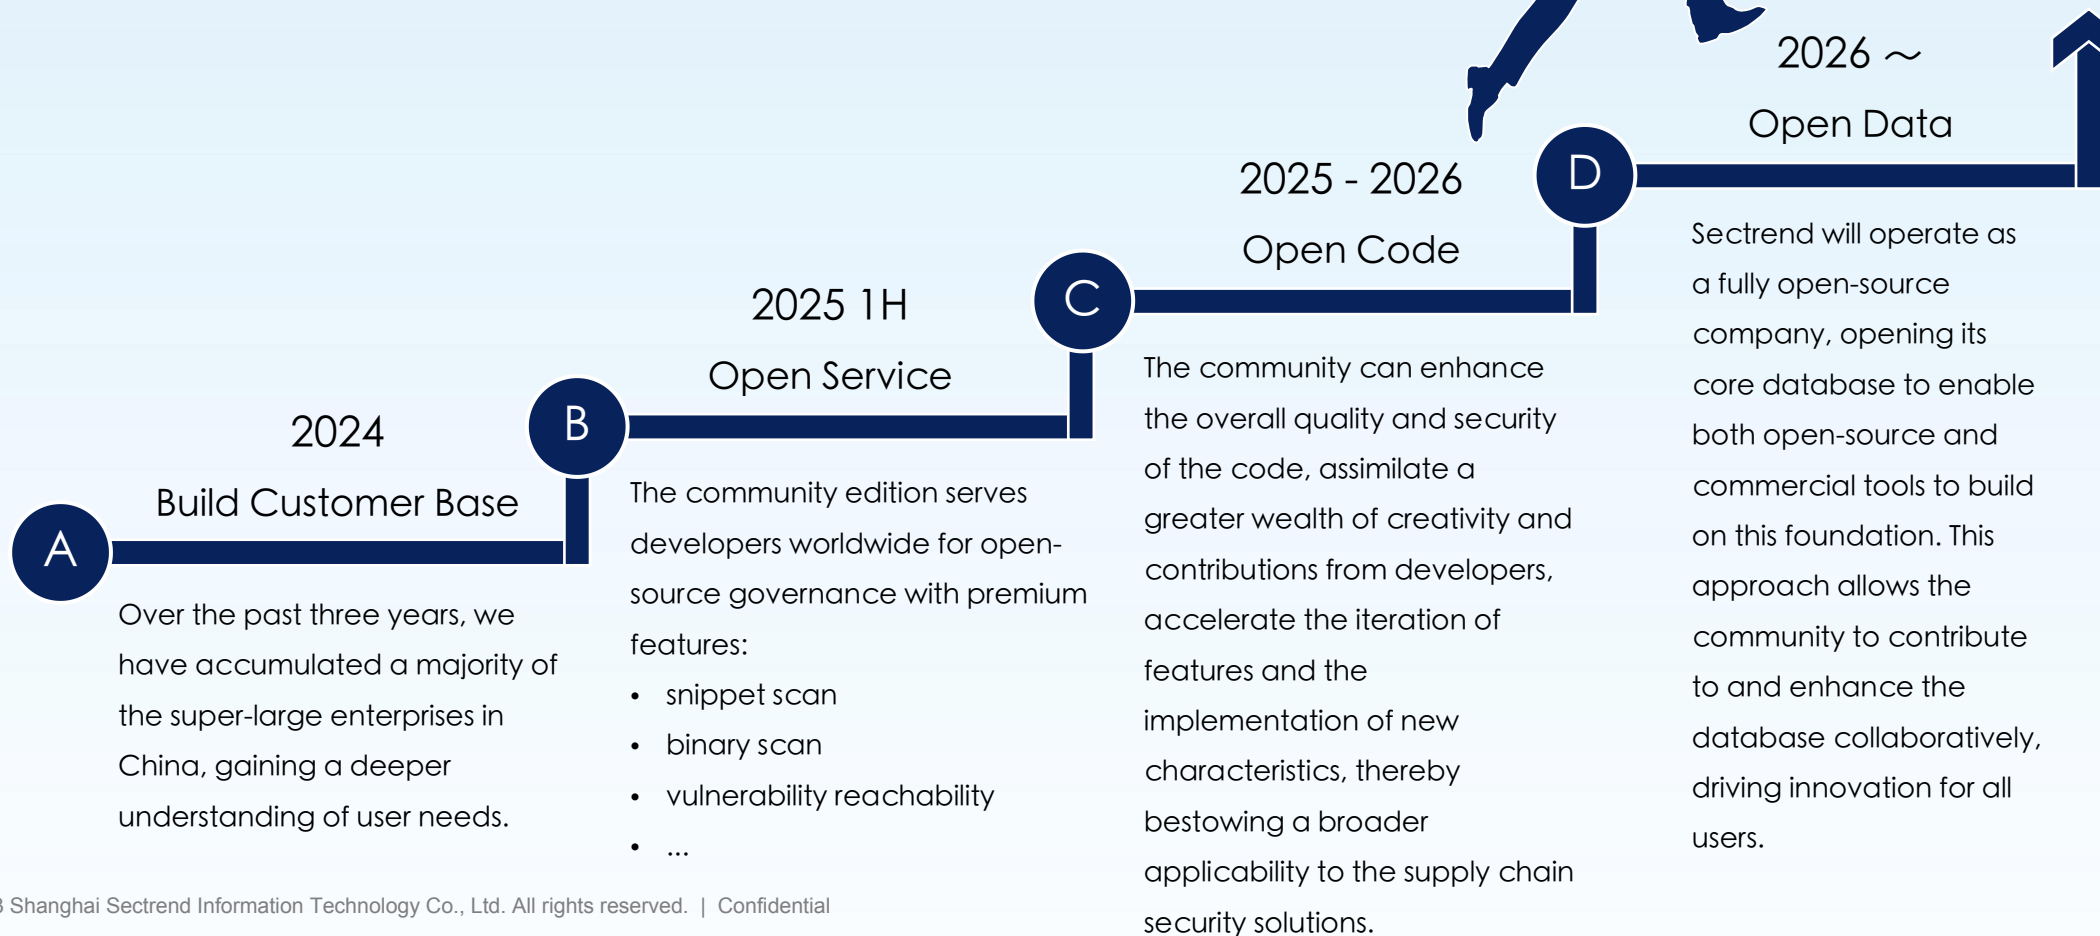 A
2024
Build Customer Base
Over the past three years, we
have accumulated a majority of
the super-large enterprises in
China, gaining a deeper
understanding of user needs.
B
2025 1H
Open Service
The community edition serves
developers worldwide for open-
source governance with premium
features:
• snippet scan
• binary scan
• vulnerability reachability
• ...
C
2025 - 2026
Open Code
The community can enhance
the overall quality and security
of the code, assimilate a
greater wealth of creativity and
contributions from developers,
accelerate the iteration of
features and the
implementation of new
characteristics, thereby
bestowing a broader
applicability to the supply chain
security solutions.
D
2026 ～
Open Data
Sectrend will operate as
a fully open-source
company, opening its
core database to enable
both open-source and
commercial tools to build
on this foundation. This
approach allows the
community to contribute
to and enhance the
database collaboratively,
driving innovation for all
users.
Shanghai Sectrend Information Technology Co., Ltd. All rights reserved. | Confidential